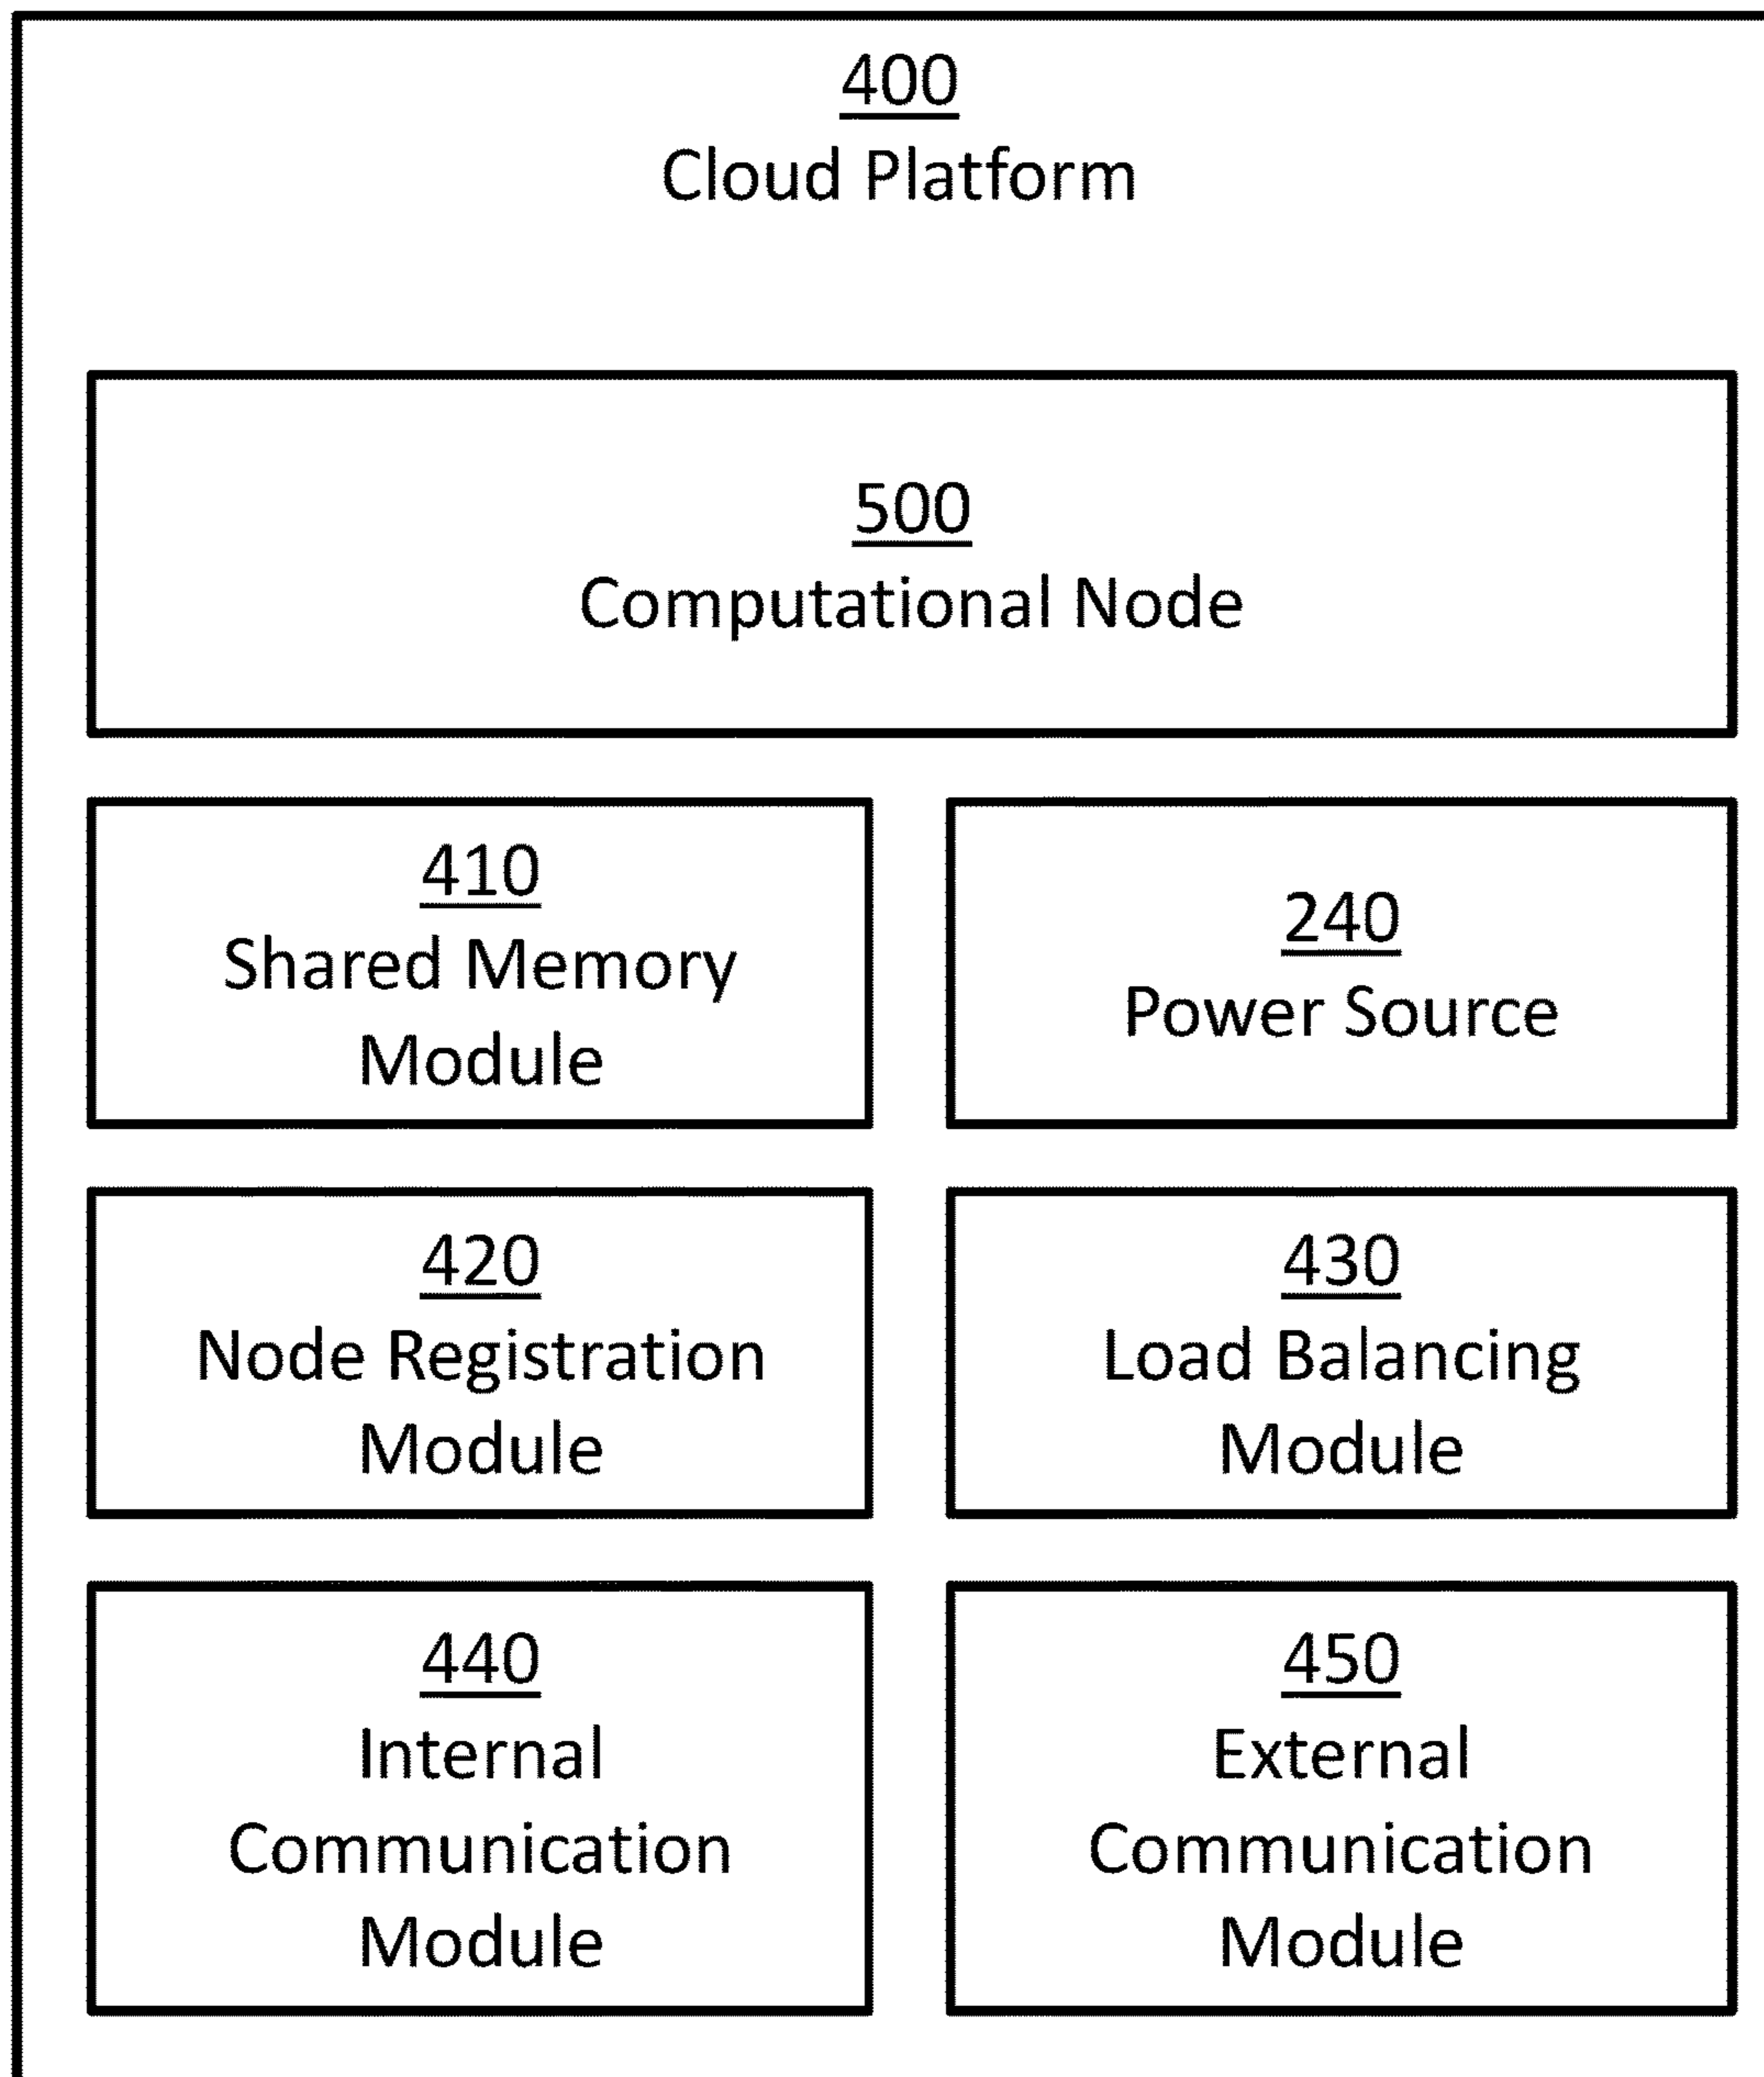 400
Cloud Platform
500
Computational Node
410
Shared Memory
Module
240
Power Source
420
Node Registration
Module
430
Load Balancing
Module
440
Internal
Communication
Module
450
External
Communication
Module